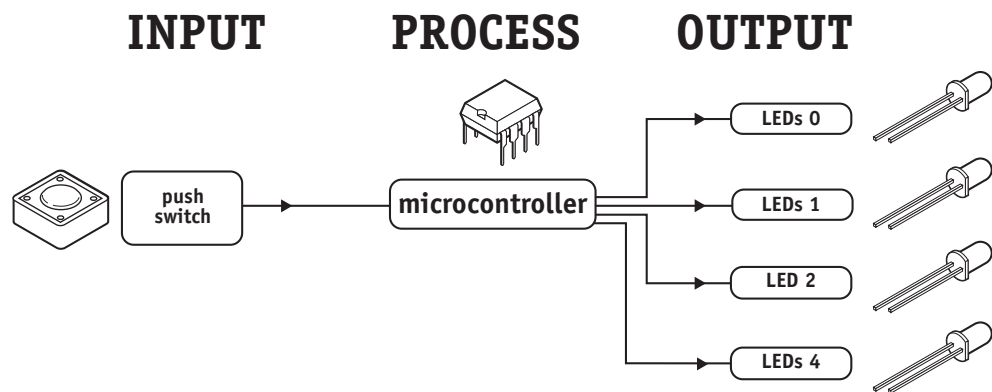 INPUT PROCESS OUTPUT
LEDs 0
push
switch
microcontroller
LEDs 1
LED 2
LEDs 4